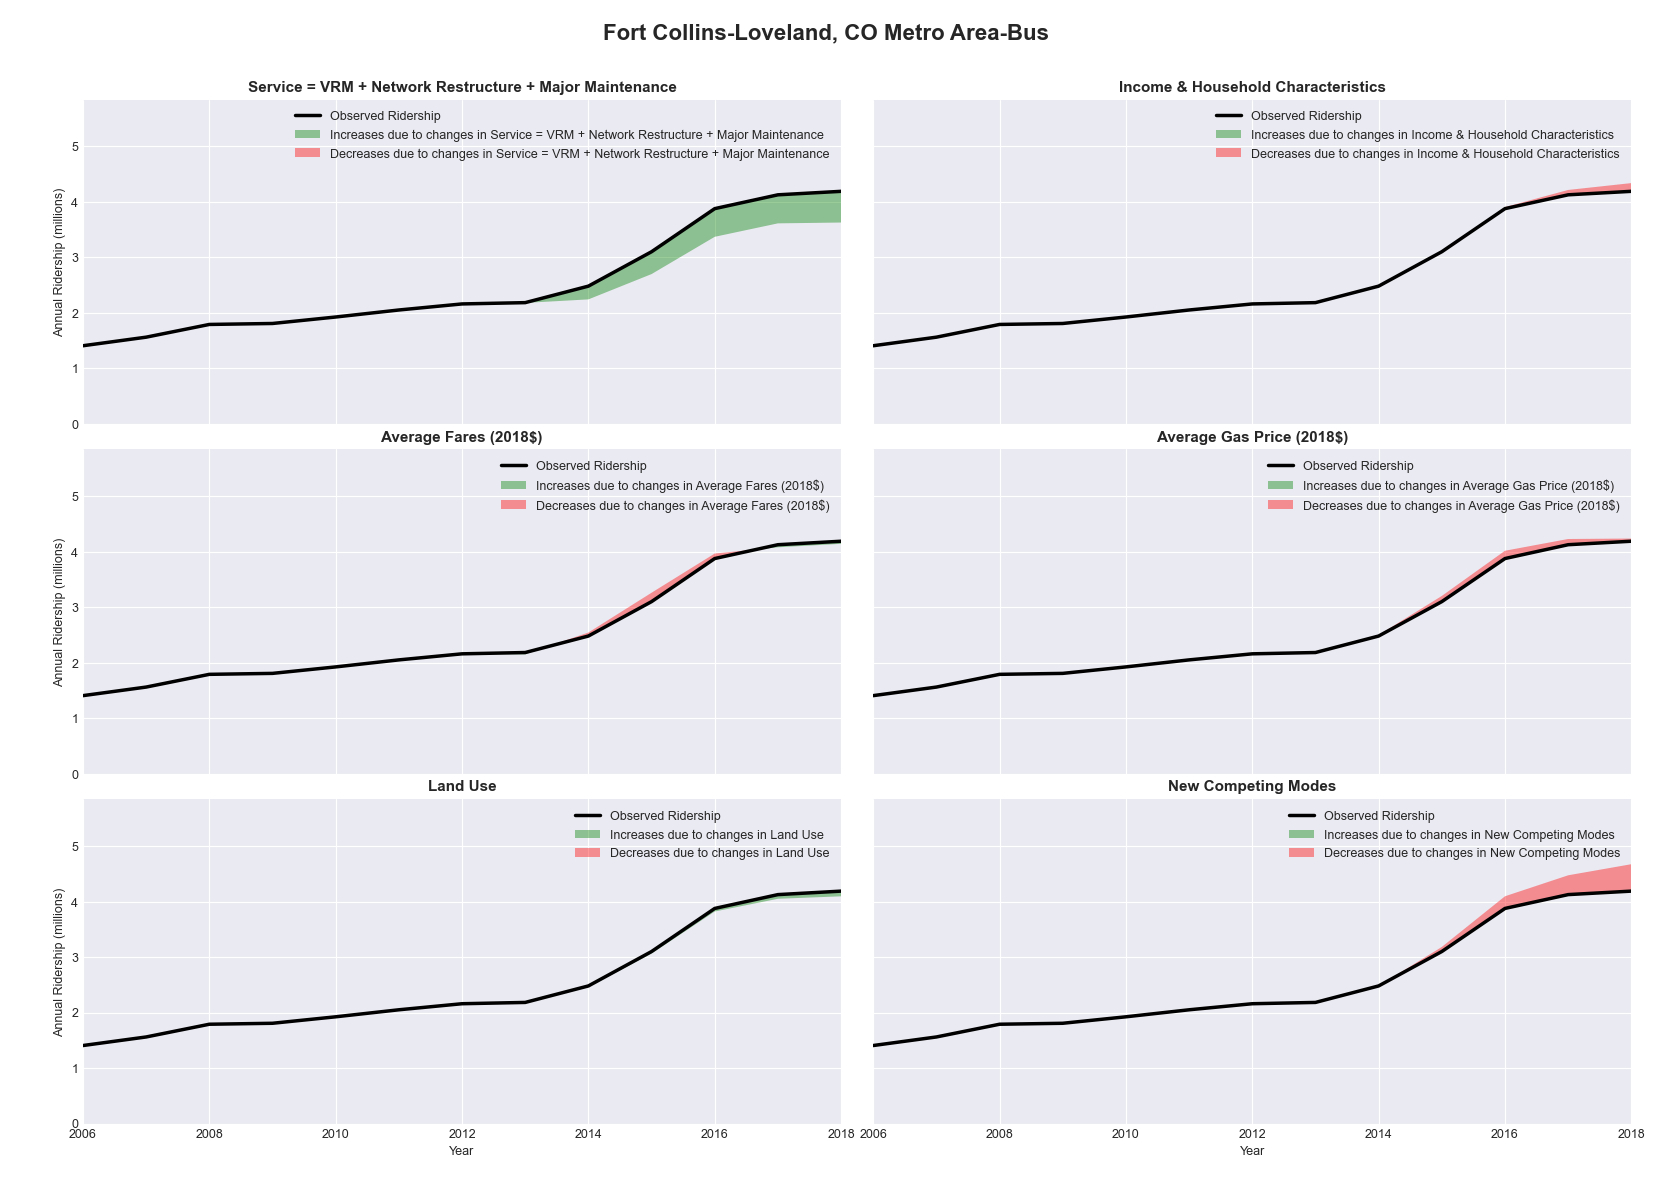 Fort Collins-Loveland, CO Metro Area-Bus
Service = VRM + Network Restructure + Major Maintenance
Observed Ridership
Increases due to changes in Service = VRM + Network Restructure + Major Maintenance
Decreases due to changes in Service = VRM + Network Restructure + Major Maintenance
Annual Ridership (millions)
5
4
3
2
1
0
Income & Household Characteristics
Observed Ridership
Increases due to changes in Income & Household Characteristics
Decreases due to changes in Income & Household Characteristics
Average Fares (2018$)
Observed Ridership
Increases due to changes in Average Fares (2018$)
Decreases due to changes in Average Fares (2018$)
Annual Ridership (millions)
5
4
3
2
1
0
Average Gas Price (2018$)
Observed Ridership
Increases due to changes in Average Gas Price (2018$)
Decreases due to changes in Average Gas Price (2018$)
Land Use
Observed Ridership
Increases due to changes in Land Use
Decreases due to changes in Land Use
Annual Ridership (millions)
5
4
3
2
1
0
2006 2008 2010 2012 2014 2016 2018
Year
New Competing Modes
Observed Ridership
Increases due to changes in New Competing Modes
Decreases due to changes in New Competing Modes
2006 2008 2010 2012 2014 2016 2018
Year